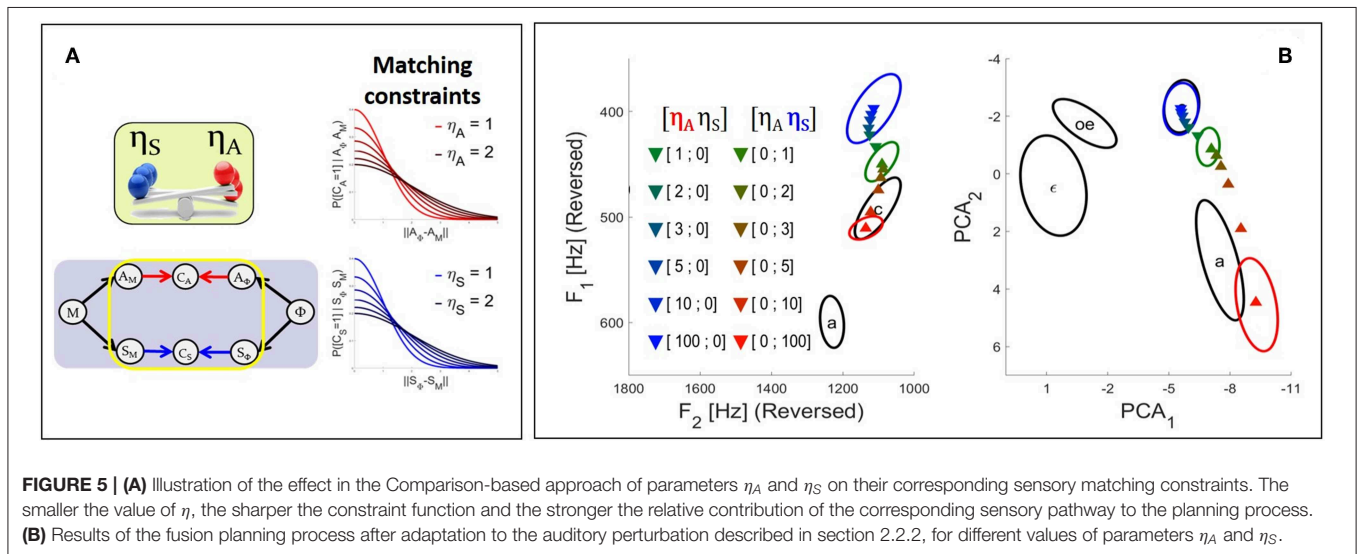 A
Matching
constraints
ηS ηA
P([CA=1] | AΦ AM)
− ηA = 1
− ηA = 2
||AΦ-AM||
P([CS=1] | SΦ SM)
− ηS = 1
− ηS = 2
||SΦ-SM||
AM CA AΦ
M Φ
SM CS SΦ
B
[ηA ηS] [ηA ηS]
[1 ; 0] [0 ; 1]
[2 ; 0] [0 ; 2]
[3 ; 0] [0 ; 3]
[5 ; 0] [0 ; 5]
[10 ; 0] [0 ; 10]
[100 ; 0] [0 ; 100]
F1 [Hz] (Reversed)
400
500
600
c
a
1800 1600 1400 1200 1000
F2 [Hz] (Reversed)
PCA2
-4
-2
0
2
4
6
oe
ϵ
a
1 -2 -5 -8 -11
PCA1
FIGURE 5 | (A) Illustration of the effect in the Comparison-based approach of parameters ηA and ηS on their corresponding sensory matching constraints. The
smaller the value of η, the sharper the constraint function and the stronger the relative contribution of the corresponding sensory pathway to the planning process.
(B) Results of the fusion planning process after adaptation to the auditory perturbation described in section 2.2.2, for different values of parameters ηA and ηS.